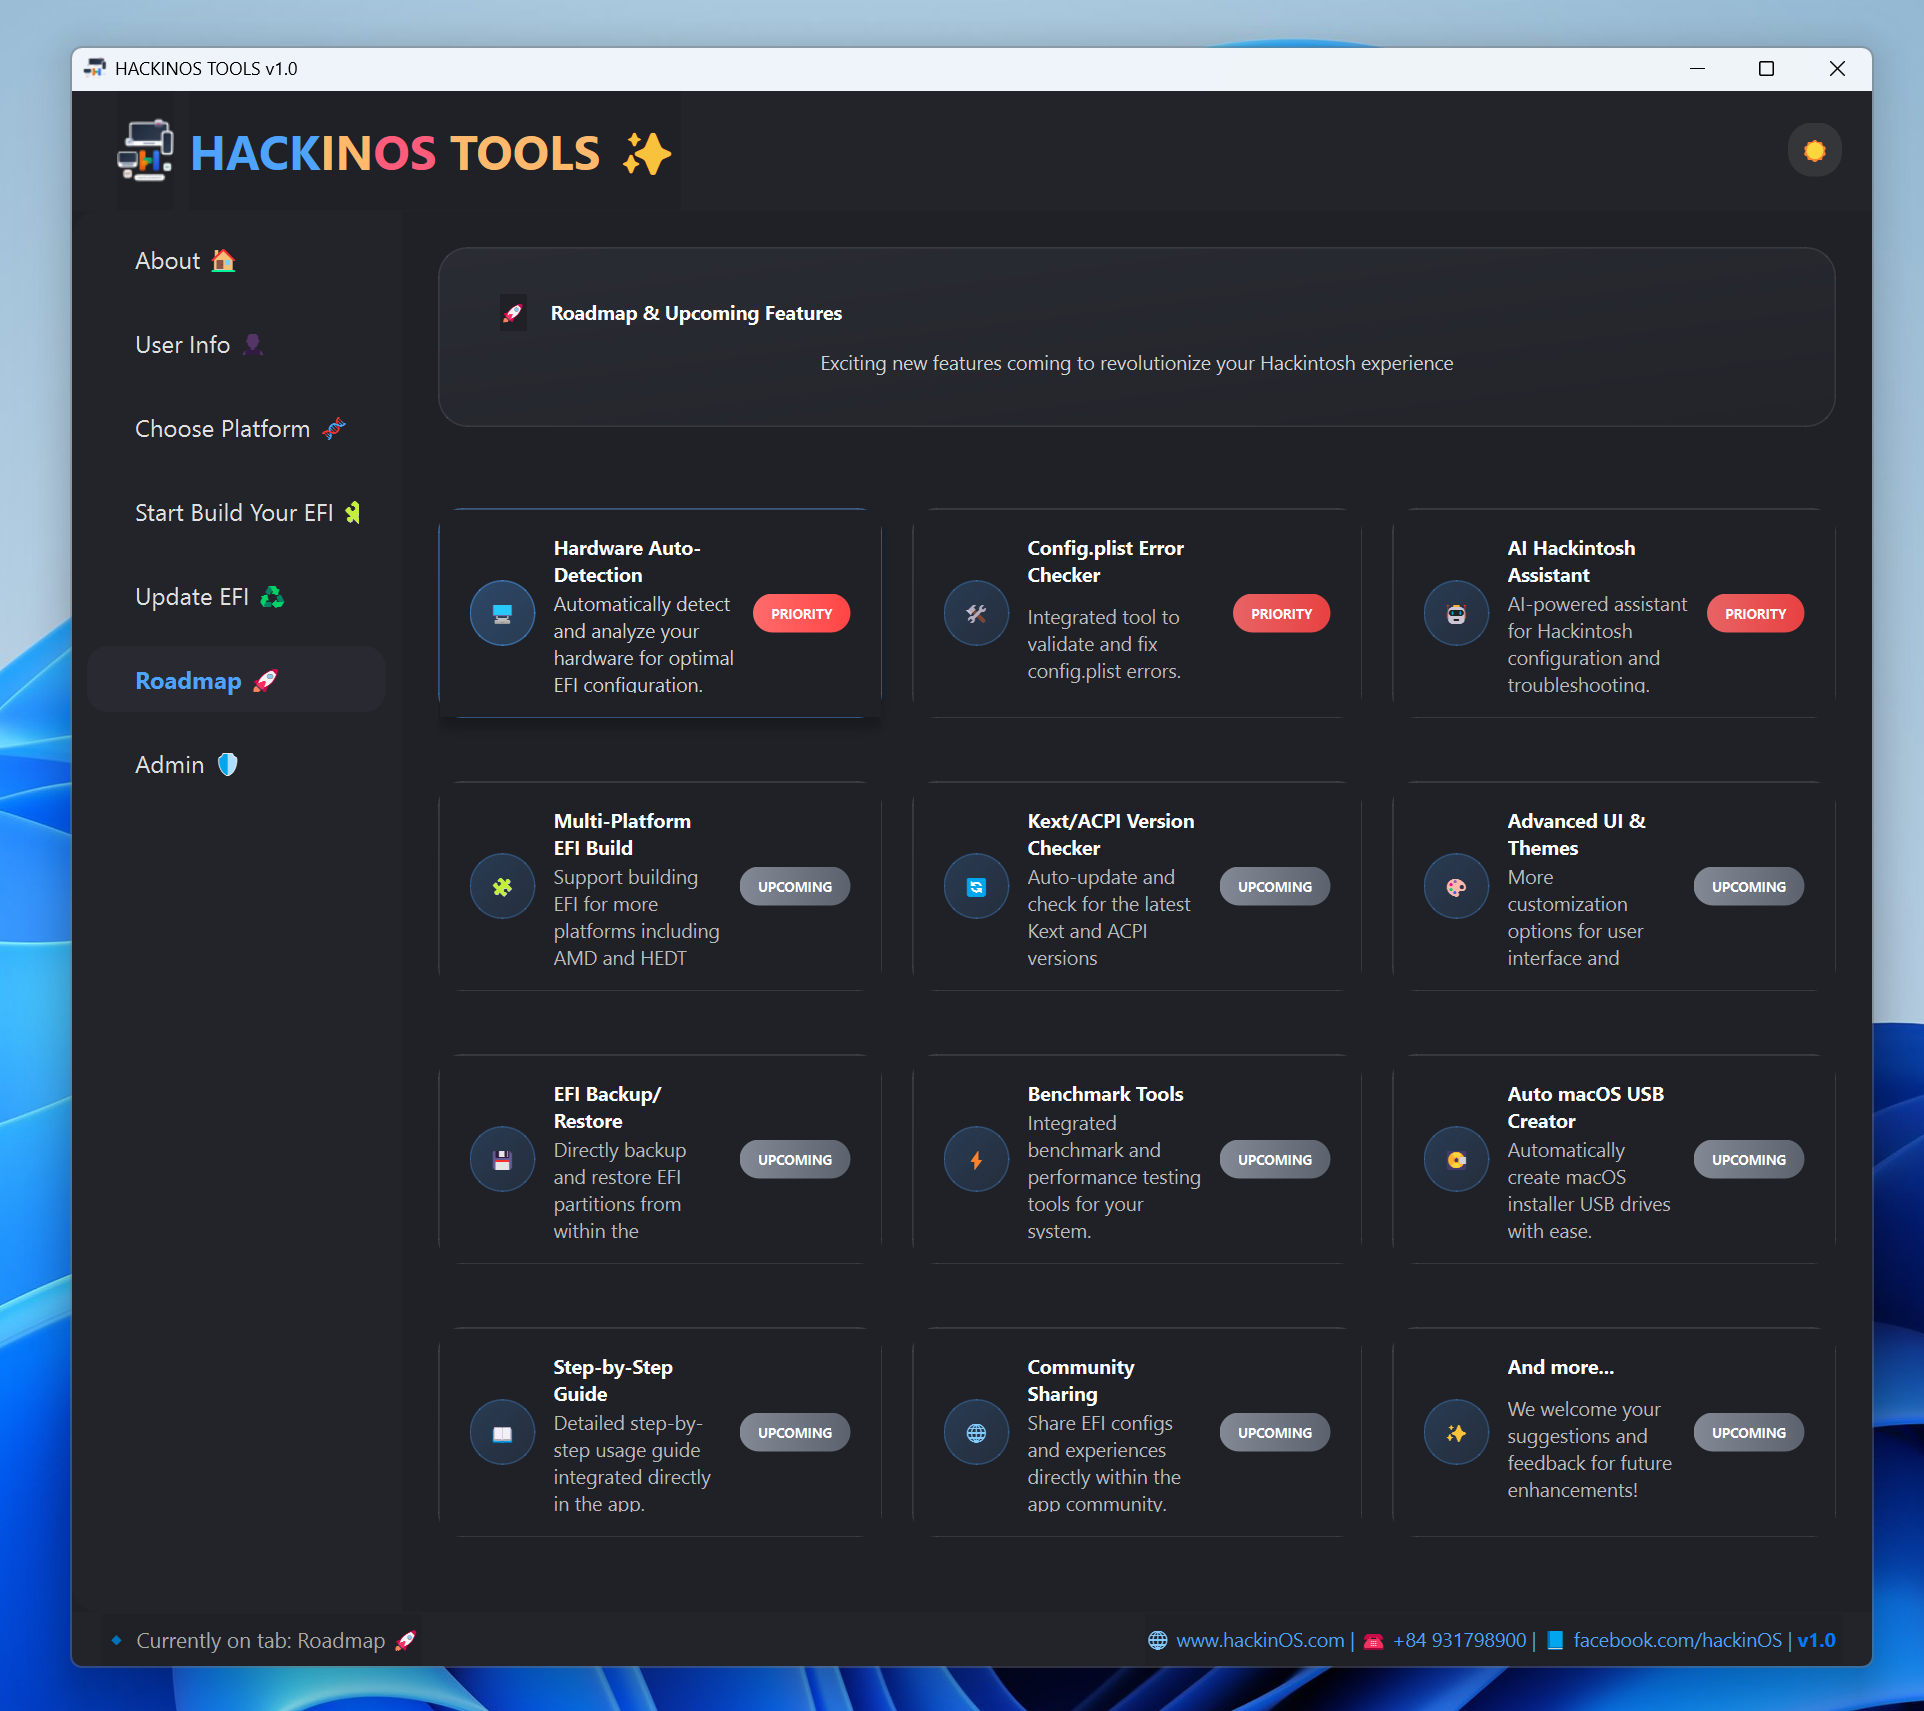 HACKINOS TOOLS v1.0
HACKINOS TOOLS
About
User Info
Choose Platform
Start Build Your EFI
Update EFI
Roadmap
Admin
Roadmap & Upcoming Features
Exciting new features coming to revolutionize your Hackintosh experience
Hardware Auto-
Detection
Automatically detect
and analyze your
hardware for optimal
EFI configuration.
PRIORITY
Config.plist Error
Checker
Integrated tool to
validate and fix
config.plist errors.
PRIORITY
AI Hackintosh
Assistant
AI-powered assistant
for Hackintosh
configuration and
troubleshooting.
PRIORITY
Multi-Platform
EFI Build
Support building
EFI for more
platforms including
AMD and HEDT
UPCOMING
Kext/ACPI Version
Checker
Auto-update and
check for the latest
Kext and ACPI
versions
UPCOMING
Advanced UI &
Themes
More
customization
options for user
interface and
UPCOMING
EFI Backup/
Restore
Directly backup
and restore EFI
partitions from
within the
UPCOMING
Benchmark Tools
Integrated
benchmark and
performance testing
tools for your
system.
UPCOMING
Auto macOS USB
Creator
Automatically
create macOS
installer USB drives
with ease.
UPCOMING
Step-by-Step
Guide
Detailed step-by-
step usage guide
integrated directly
in the app.
UPCOMING
Community
Sharing
Share EFI configs
and experiences
directly within the
app community.
UPCOMING
And more...
We welcome your
suggestions and
feedback for future
enhancements!
UPCOMING
Currently on tab: Roadmap
www.hackinOS.com | +84 931798900 | facebook.com/hackinOS | v1.0